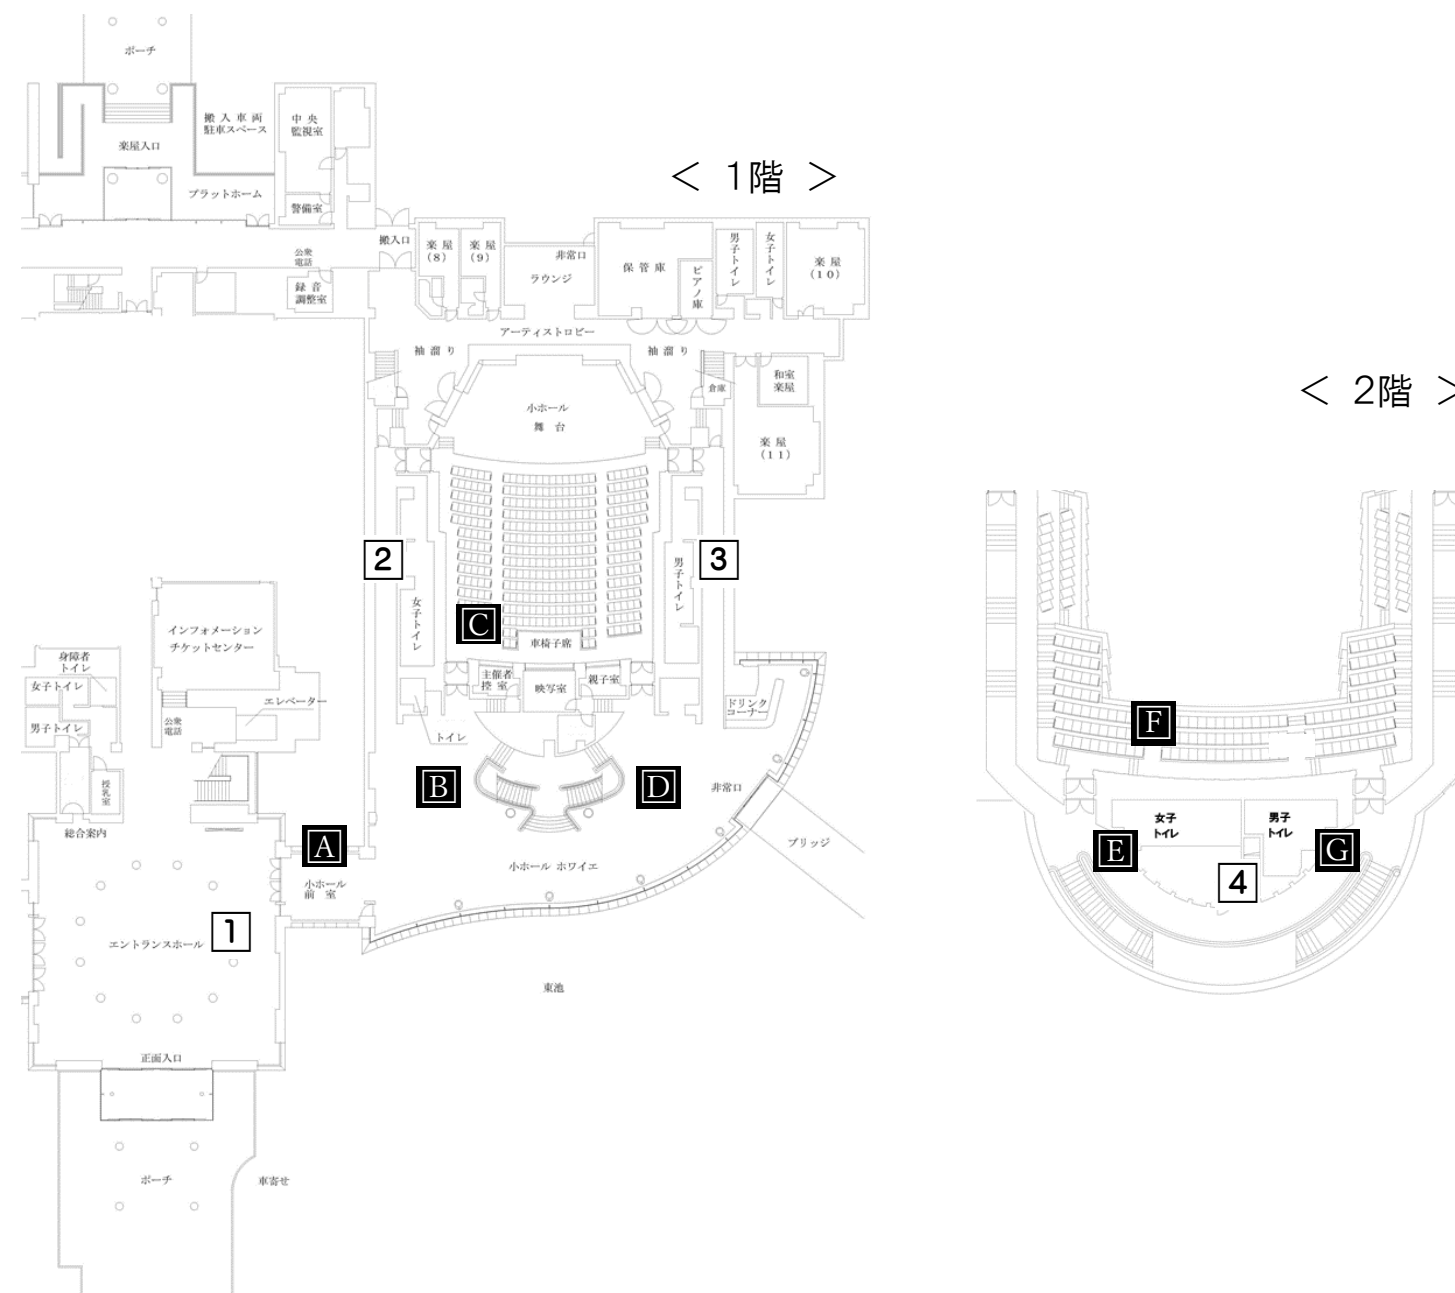 ポーチ
搬入車両
駐車スペース
中央
監視室
楽屋入口
プラットホーム
警備室
＜ 1階 ＞
搬入口
公衆
電話
録音
調整室
楽屋
(8)
楽屋
(9)
非常口
ラウンジ
保管庫
ピアノ庫
男子トイレ
女子トイレ
楽屋
(10)
アーティストロビー
袖溜り
袖溜り
倉庫
和室
楽屋
小ホール
舞台
楽屋
(11)
2
3
女子トイレ
男子トイレ
C
車椅子席
主催者
控室
映写室
親子室
トイレ
ドリンク
コーナー
B
D
非常口
ブリッジ
インフォメーション
チケットセンター
身障者
トイレ
女子トイレ
男子トイレ
公衆
電話
エレベーター
授乳室
総合案内
A
小ホール
前室
小ホール ホワイエ
エントランスホール
1
東池
正面入口
ポーチ
車寄せ
＜ 2階 ＞
F
女子
トイレ
男子
トイレ
E
G
4